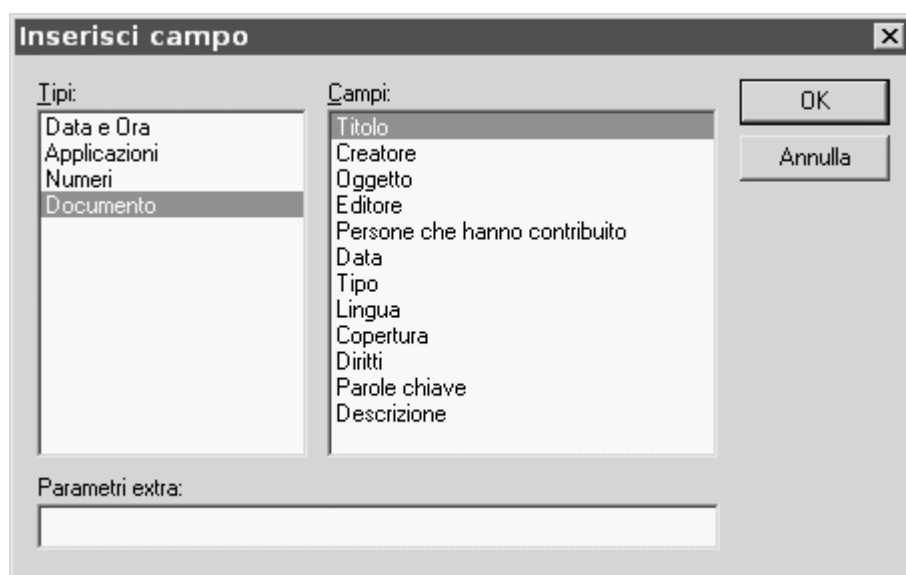 Inserisci campo
Tipi:
Data e Ora
Applicazioni
Numeri
Documento
Campi:
Titolo
Creatore
Oggetto
Editore
Persone che hanno contribuito
Data
Tipo
Lingua
Copertura
Diritti
Parole chiave
Descrizione
OK
Annulla
Parametri extra: